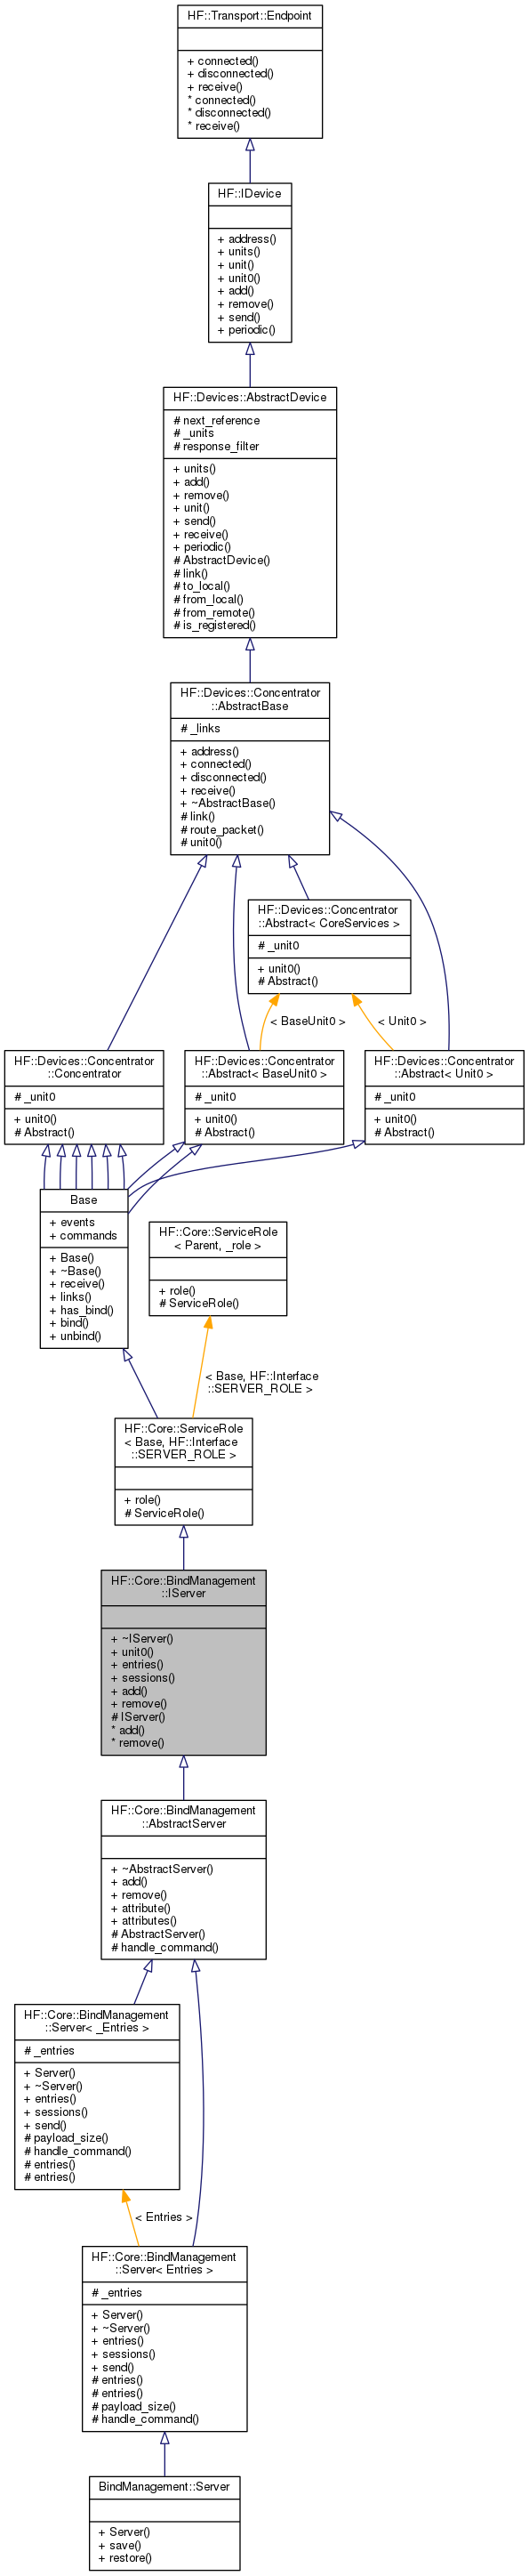 HF::Transport::Endpoint
+ connected()
+ disconnected()
+ receive()
* connected()
* disconnected()
* receive()
HF::IDevice
+ address()
+ units()
+ unit()
+ unit0()
+ add()
+ remove()
+ send()
+ periodic()
HF::Devices::AbstractDevice
# next_reference
# _units
# response_filter
+ units()
+ add()
+ remove()
+ unit()
+ send()
+ receive()
+ periodic()
# AbstractDevice()
# link()
# to_local()
# from_local()
# from_remote()
# is_registered()
HF::Devices::Concentrator
::AbstractBase
# _links
+ address()
+ connected()
+ disconnected()
+ receive()
+ ~AbstractBase()
# link()
# route_packet()
# unit0()
HF::Devices::Concentrator
::Abstract< CoreServices >
# _unit0
+ unit0()
# Abstract()
< BaseUnit0 >
< Unit0 >
HF::Devices::Concentrator
::Concentrator
# _unit0
+ unit0()
# Abstract()
HF::Devices::Concentrator
::Abstract< BaseUnit0 >
# _unit0
+ unit0()
# Abstract()
HF::Devices::Concentrator
::Abstract< Unit0 >
# _unit0
+ unit0()
# Abstract()
Base
+ events
+ commands
+ Base()
+ ~Base()
+ receive()
+ links()
+ has_bind()
+ bind()
+ unbind()
HF::Core::ServiceRole
< Parent, _role >
+ role()
# ServiceRole()
< Base, HF::Interface
::SERVER_ROLE >
HF::Core::ServiceRole
< Base, HF::Interface
::SERVER_ROLE >
+ role()
# ServiceRole()
HF::Core::BindManagement
::IServer
+ ~IServer()
+ unit0()
+ entries()
+ sessions()
+ add()
+ remove()
# IServer()
* add()
* remove()
HF::Core::BindManagement
::AbstractServer
+ ~AbstractServer()
+ add()
+ remove()
+ attribute()
+ attributes()
# AbstractServer()
# handle_command()
HF::Core::BindManagement
::Server< _Entries >
# _entries
+ Server()
+ ~Server()
+ entries()
+ sessions()
+ send()
# payload_size()
# handle_command()
# entries()
# entries()
< Entries >
HF::Core::BindManagement
::Server< Entries >
# _entries
+ Server()
+ ~Server()
+ entries()
+ sessions()
+ send()
# entries()
# entries()
# payload_size()
# handle_command()
BindManagement::Server
+ Server()
+ save()
+ restore()